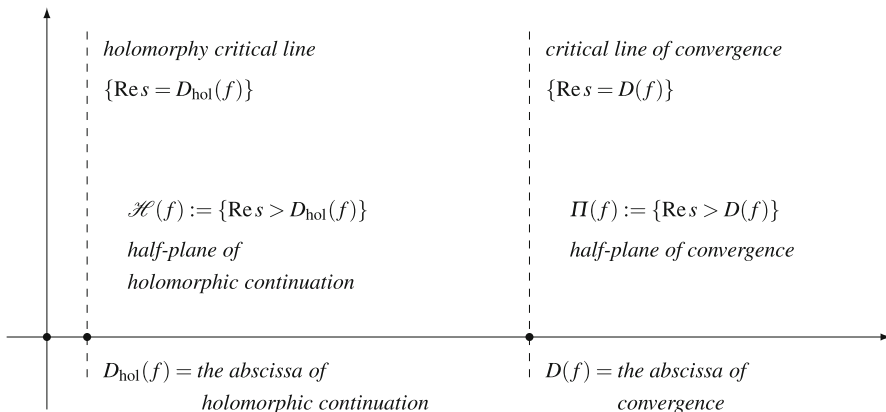 holomorphy critical line
{Re s = D_hol(f)}
critical line of convergence
{Re s = D(f)}
ℋ(f) := {Re s > D_hol(f)}
half-plane of
holomorphic continuation
Π(f) := {Re s > D(f)}
half-plane of convergence
D_hol(f) = the abscissa of
holomorphic continuation
D(f) = the abscissa of
convergence